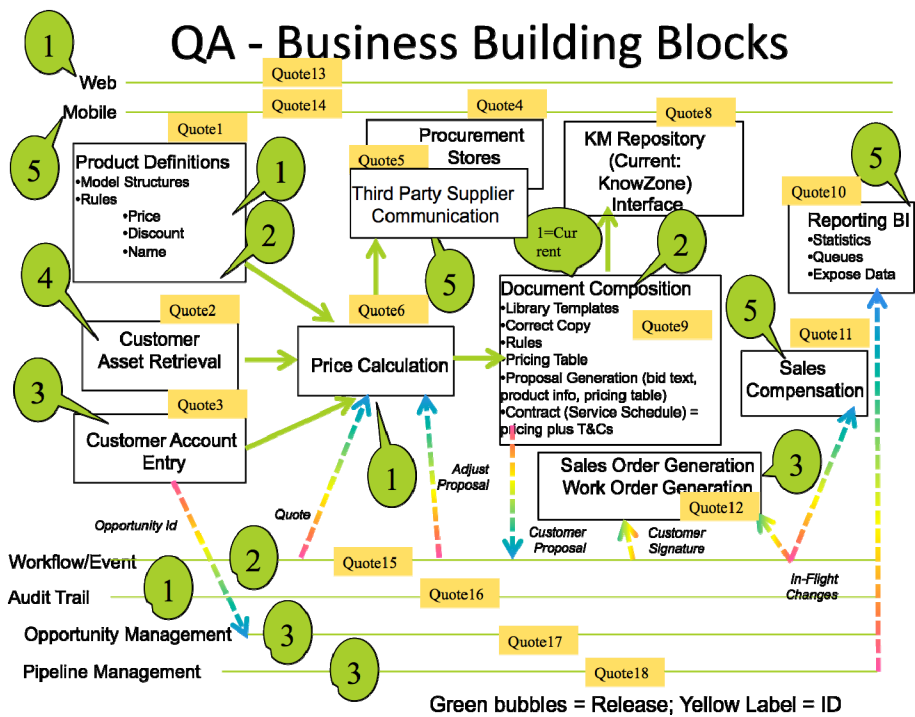 QA - Business Building Blocks
1
Quote13
Web
Quote14
Quote4
Mobile
Quote1
Quote8
5
Product Definitions
•Model Structures
•Rules
•Price
•Discount
•Name
1
2
Procurement
Stores
Quote5
Third Party Supplier
Communication
5
KM Repository
(Current:
KnowZone)
Interface
5
Quote10
Reporting BI
•Statistics
•Queues
•Expose Data
1=Cur
rent
2
4
Quote2
Customer
Asset Retrieval
Quote6
Price Calculation
1
Document Composition
•Library Templates
•Correct Copy
•Rules
•Pricing Table
•Proposal Generation (bid text,
product info, pricing table)
•Contract (Service Schedule) =
pricing plus T&Cs
Quote9
5
Quote11
Sales
Compensation
3
Quote3
Customer Account
Entry
Adjust
Proposal
Sales Order Generation
Work Order Generation
3
Quote12
Opportunity Id
Quote
Customer
Proposal
Customer
Signature
In-Flight
Changes
Workflow/Event
2
Quote15
Audit Trail
1
Quote16
Opportunity Management
3
Quote17
Pipeline Management
3
Quote18
Green bubbles = Release; Yellow Label = ID